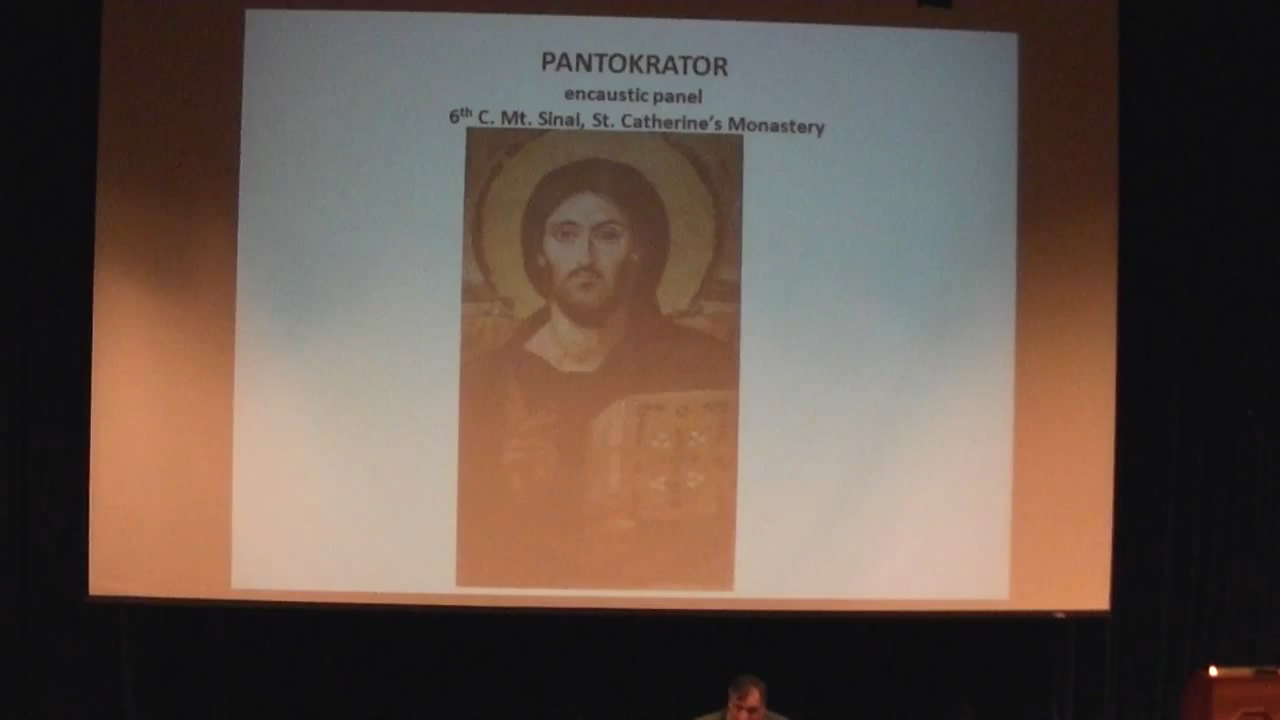 PANTOKRATOR
encaustic panel
6th C. Mt. Sinai, St. Catherine's Monastery